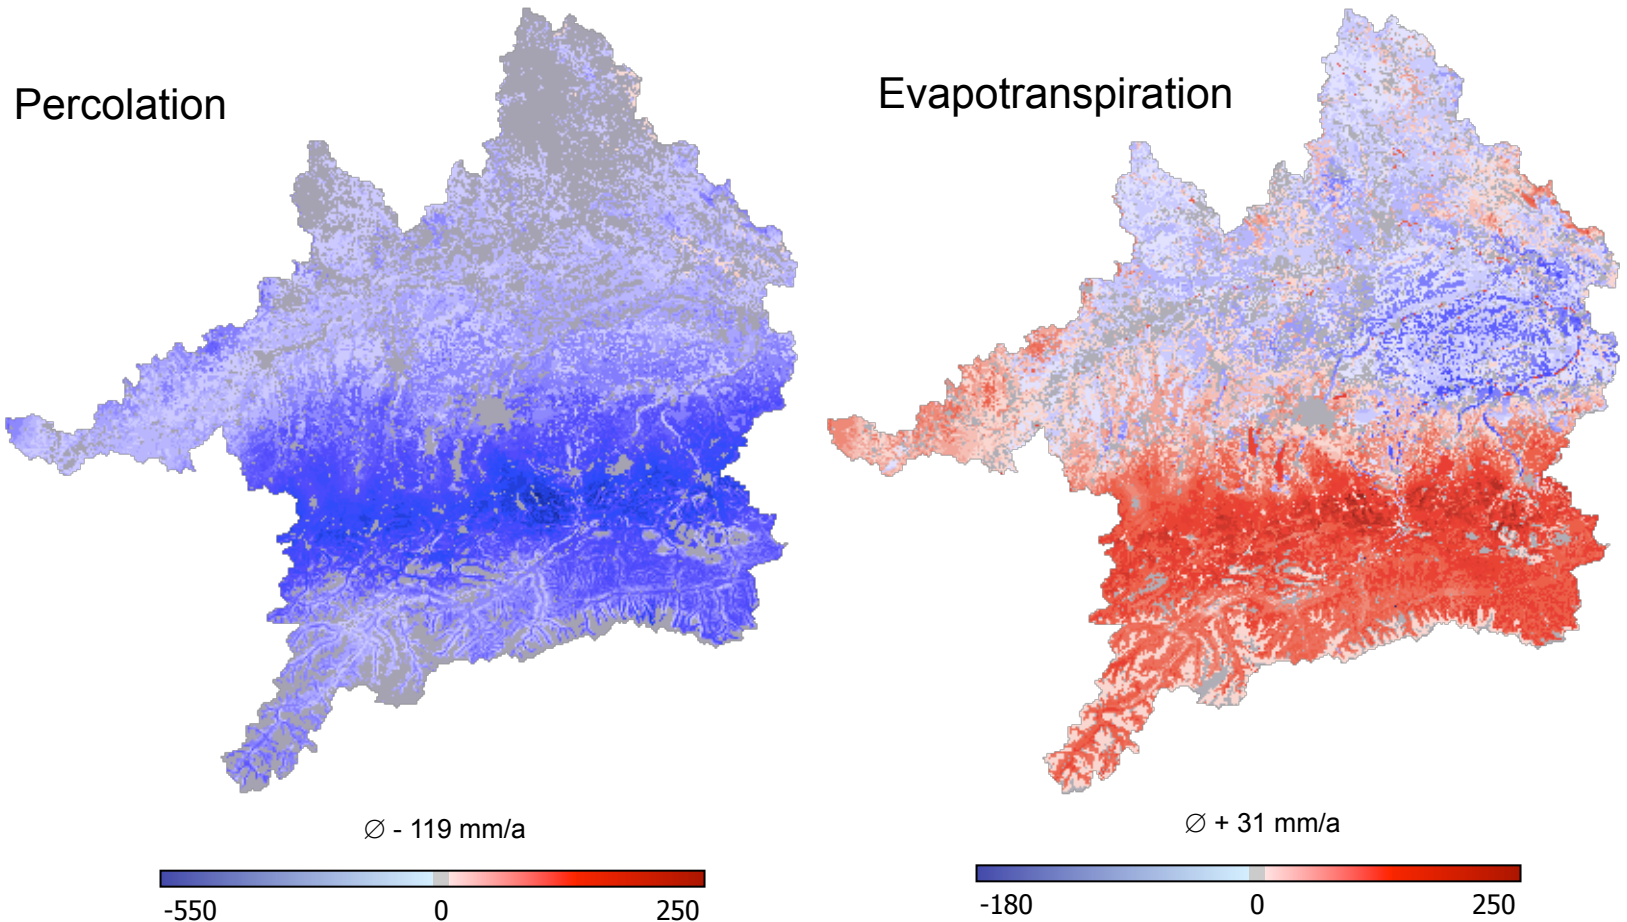 Percolation
Evapotranspiration
∅ - 119 mm/a
∅ + 31 mm/a
-550 0 250
-180 0 250